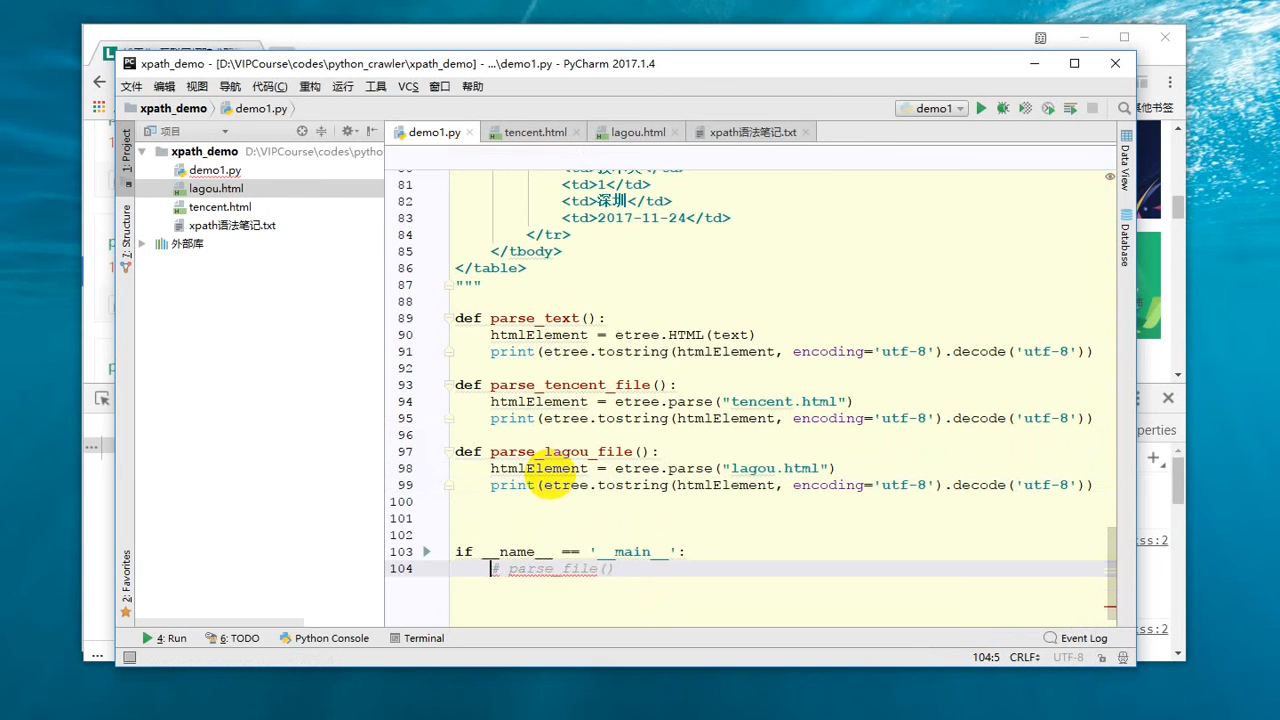 xpath_demo - [D:\VIPCourse\codes\python_crawler\xpath_demo] - ...\demo1.py - PyCharm 2017.1.4
文件 编辑 视图 导航 代码(C) 重构 运行 工具 VCS 窗口 帮助
其他书签
xpath_demo demo1.py
demo1
项目
demo1.py tencent.html lagou.html xpath语法笔记.txt
1: Project
7: Structure
2: Favorites
xpath_demo D:\VIPCourse\codes\pytho
demo1.py
lagou.html
tencent.html
xpath语法笔记.txt
外部库
81 <td>1</td>
82 <td>深圳</td>
83 <td>2017-11-24</td>
84 </tr>
85 </tbody>
86 </table>
87 """
88
89 def parse_text():
90 htmlElement = etree.HTML(text)
91 print(etree.tostring(htmlElement, encoding='utf-8').decode('utf-8'))
92
93 def parse_tencent_file():
94 htmlElement = etree.parse("tencent.html")
95 print(etree.tostring(htmlElement, encoding='utf-8').decode('utf-8'))
96
97 def parse_lagou_file():
98 htmlElement = etree.parse("lagou.html")
99 print(etree.tostring(htmlElement, encoding='utf-8').decode('utf-8'))
100
101
102
103 if __name__ == '__main__':
104 # parse_file()
Data View
Database
perties
css:2
css:2
4: Run 6: TODO Python Console Terminal Event Log
104:5 CRLF UTF-8